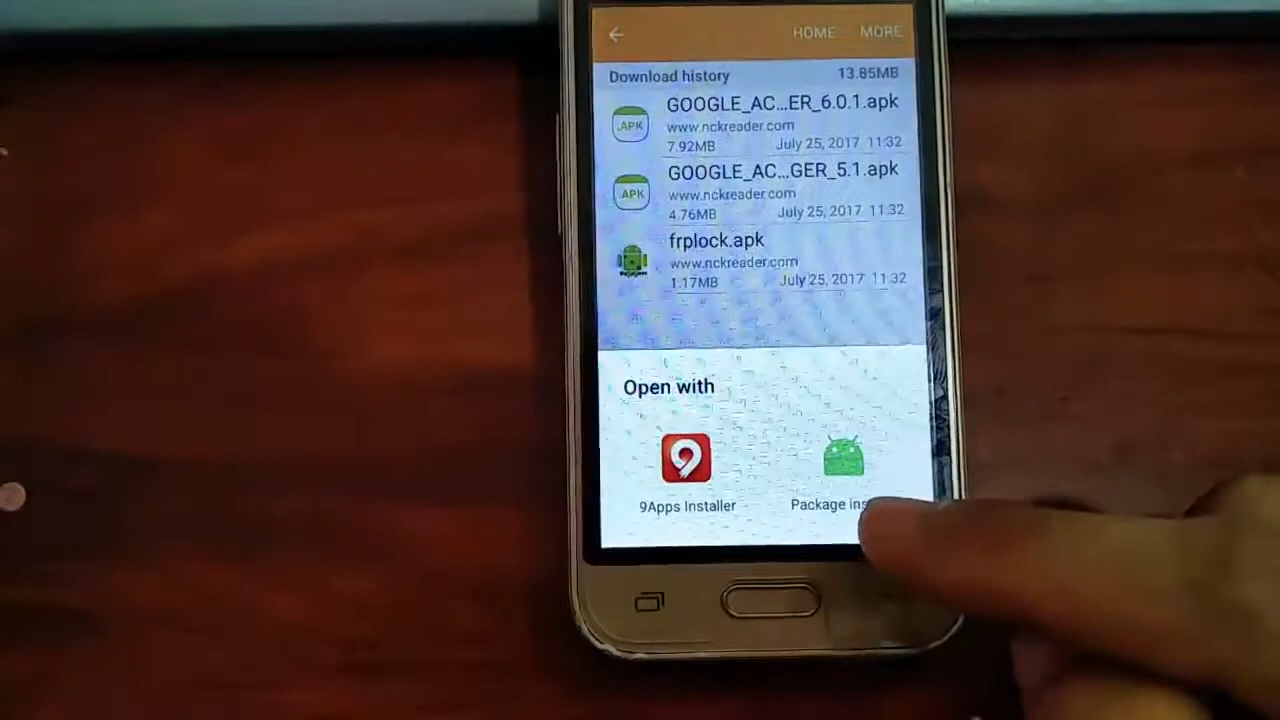 HOME MORE
Download history 13.85MB
GOOGLE_AC...ER_6.0.1.apk
.APK
www.nckreader.com
7.92MB July 25, 2017 11:32
GOOGLE_AC...GER_5.1.apk
.APK
www.nckreader.com
4.76MB July 25, 2017 11:32
frplock.apk
www.nckreader.com
1.17MB July 25, 2017 11:32
Open with
9Apps Installer
Package ins